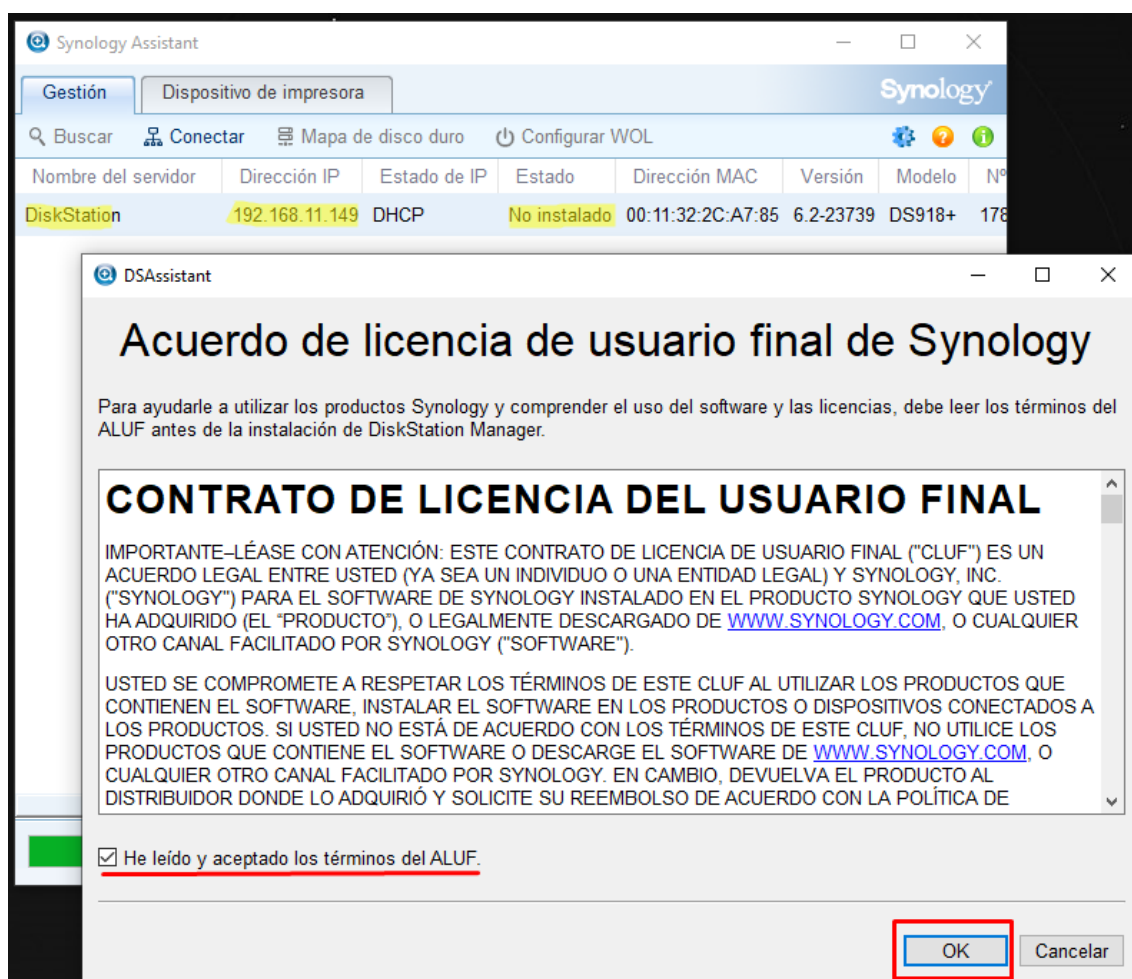 Synology Assistant
Gestión Dispositivo de impresora Synology
Buscar Conectar Mapa de disco duro Configurar WOL
Nombre del servidor Dirección IP Estado de IP Estado Dirección MAC Versión Modelo Nº
DiskStation 192.168.11.149 DHCP No instalado 00:11:32:2C:A7:85 6.2-23739 DS918+ 178
DSAssistant
Acuerdo de licencia de usuario final de Synology
Para ayudarle a utilizar los productos Synology y comprender el uso del software y las licencias, debe leer los términos del
ALUF antes de la instalación de DiskStation Manager.
CONTRATO DE LICENCIA DEL USUARIO FINAL
IMPORTANTE–LÉASE CON ATENCIÓN: ESTE CONTRATO DE LICENCIA DE USUARIO FINAL ("CLUF") ES UN
ACUERDO LEGAL ENTRE USTED (YA SEA UN INDIVIDUO O UNA ENTIDAD LEGAL) Y SYNOLOGY, INC.
("SYNOLOGY") PARA EL SOFTWARE DE SYNOLOGY INSTALADO EN EL PRODUCTO SYNOLOGY QUE USTED
HA ADQUIRIDO (EL “PRODUCTO”), O LEGALMENTE DESCARGADO DE WWW.SYNOLOGY.COM, O CUALQUIER
OTRO CANAL FACILITADO POR SYNOLOGY ("SOFTWARE").
USTED SE COMPROMETE A RESPETAR LOS TÉRMINOS DE ESTE CLUF AL UTILIZAR LOS PRODUCTOS QUE
CONTIENEN EL SOFTWARE, INSTALAR EL SOFTWARE EN LOS PRODUCTOS O DISPOSITIVOS CONECTADOS A
LOS PRODUCTOS. SI USTED NO ESTÁ DE ACUERDO CON LOS TÉRMINOS DE ESTE CLUF, NO UTILICE LOS
PRODUCTOS QUE CONTIENE EL SOFTWARE O DESCARGE EL SOFTWARE DE WWW.SYNOLOGY.COM, O
CUALQUIER OTRO CANAL FACILITADO POR SYNOLOGY. EN CAMBIO, DEVUELVA EL PRODUCTO AL
DISTRIBUIDOR DONDE LO ADQUIRIÓ Y SOLICITE SU REEMBOLSO DE ACUERDO CON LA POLÍTICA DE
He leído y aceptado los términos del ALUF.
OK Cancelar